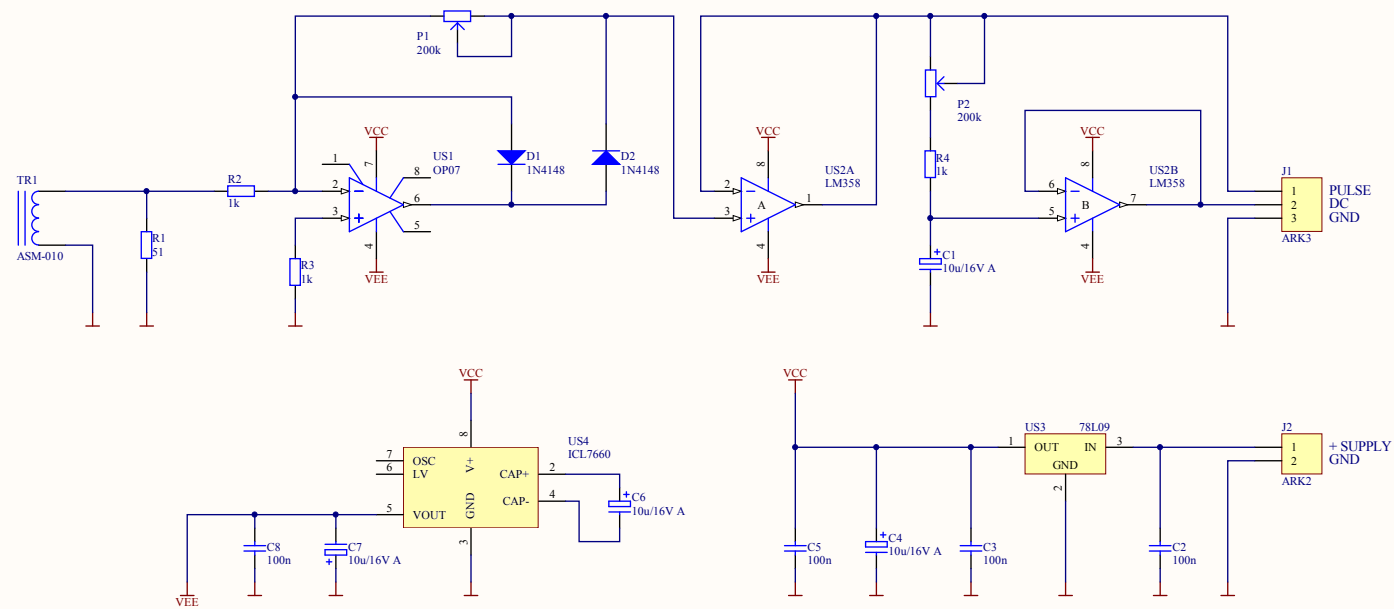 P1
200k
P2
200k
VCC
1
7
US1
OP07
8
2
6
3
5
4
VEE
D1
1N4148
D2
1N4148
VCC
8
US2A
LM358
2
A
1
3
4
VEE
R4
1k
VCC
8
US2B
LM358
6
B
7
5
4
VEE
J1
1
PULSE
2
DC
3
GND
ARK3
TR1
ASM-010
R1
51
R2
1k
R3
1k
C1
10u/16V A
VCC
8
US4
ICL7660
7
OSC
V+
6
LV
CAP+
2
CAP-
4
5
VOUT
GND
3
C6
10u/16V A
C8
100n
C7
10u/16V A
VEE
VCC
US3
78L09
1
OUT
IN
3
GND
2
J2
1
+ SUPPLY
2
GND
ARK2
C5
100n
C4
10u/16V A
C3
100n
C2
100n